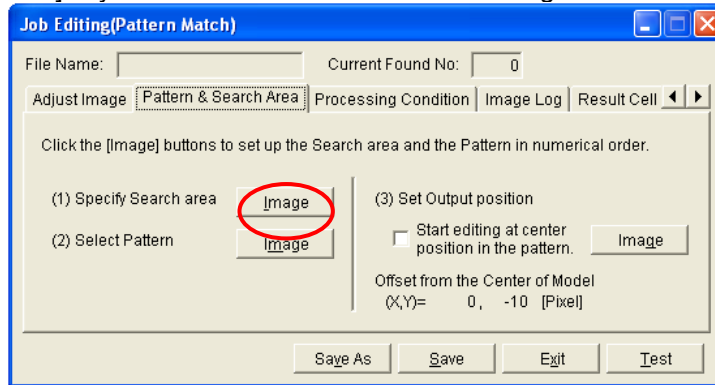 Job Editing(Pattern Match)
File Name: Current Found No: 0
Adjust Image Pattern & Search Area Processing Condition Image Log Result Cell
Click the [Image] buttons to set up the Search area and the Pattern in numerical order.
(1) Specify Search area Image
(2) Select Pattern Image
(3) Set Output position
Start editing at center
position in the pattern. Image
Offset from the Center of Model
(X,Y)= 0, -10 [Pixel]
Save As Save Exit Test